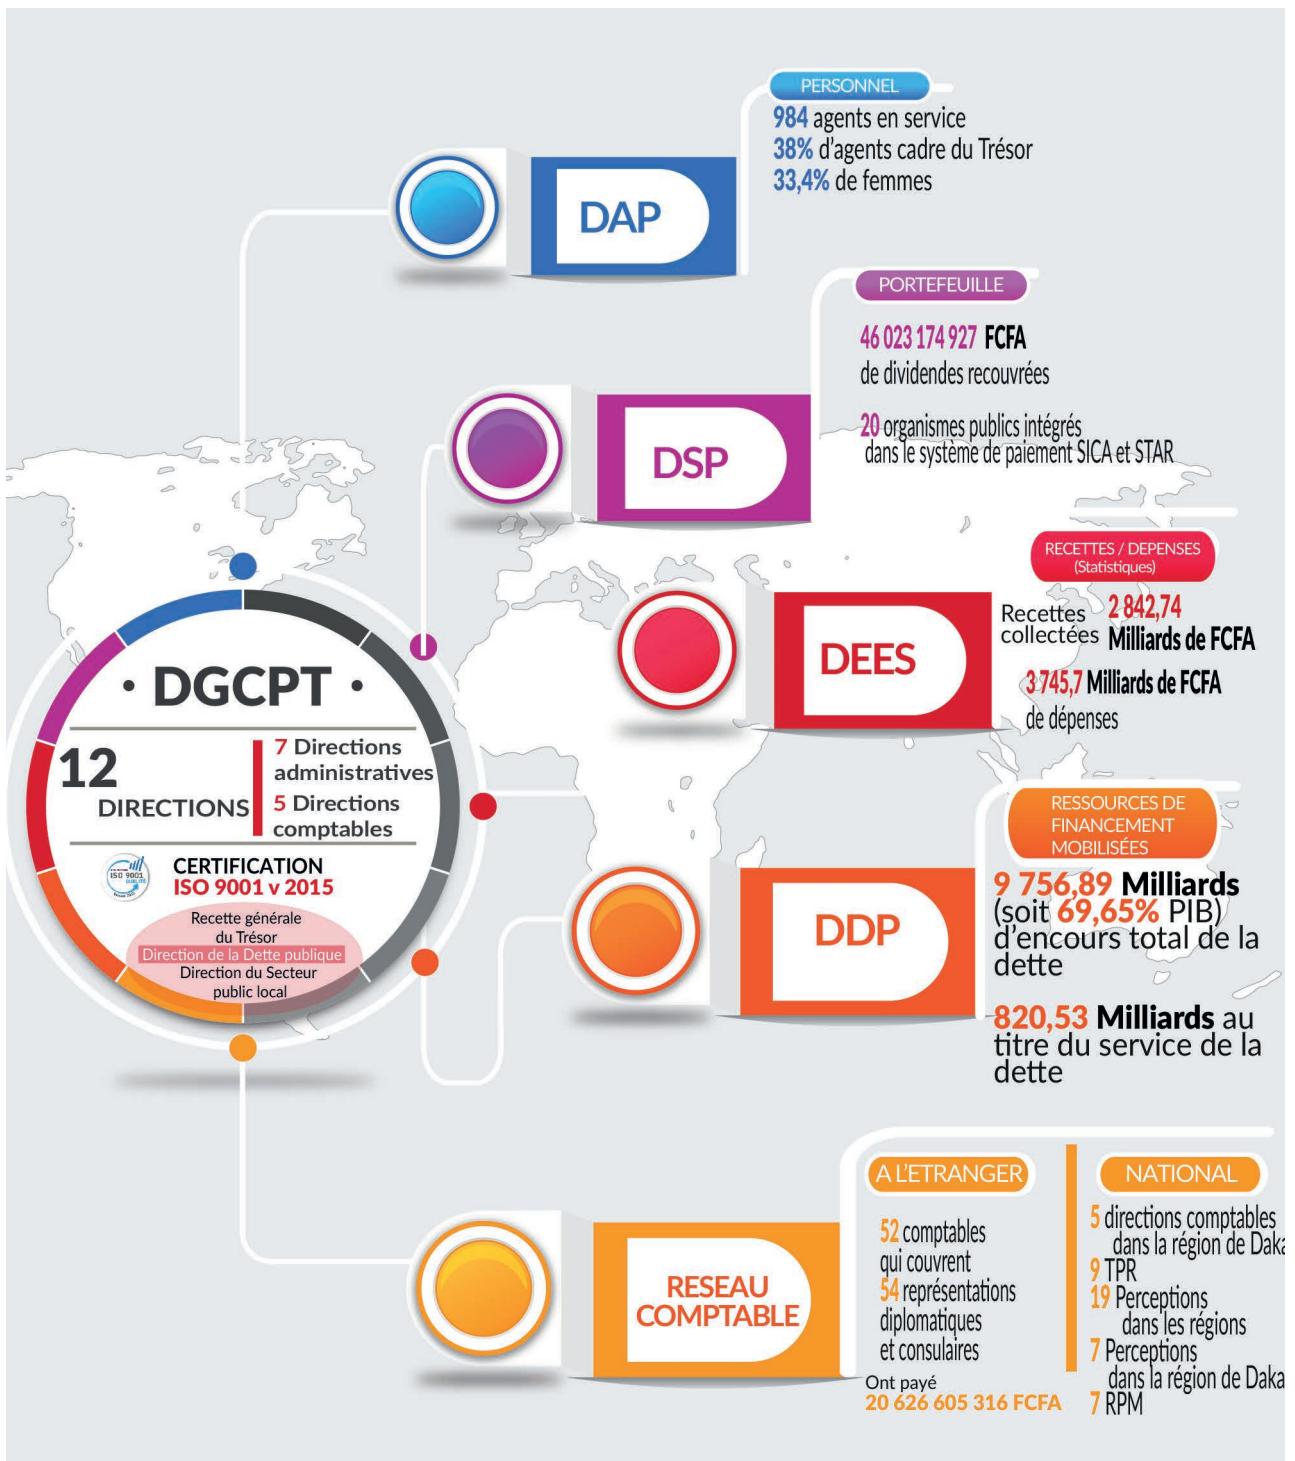 PERSONNEL
984 agents en service
38% d'agents cadre du Trésor
33,4% de femmes
DAP
PORTEFEUILLE
46 023 174 927 FCFA
de dividendes recouvrées
20 organismes publics intégrés
dans le système de paiement SICA et STAR
DSP
RECETTES / DEPENSES
(Statistiques)
Recettes
collectées
2 842,74
Milliards de FCFA
3 745,7 Milliards de FCFA
de dépenses
DEES
• DGCPT •
12
DIRECTIONS
7 Directions
administratives
5 Directions
comptables
ISO 9001
CERTIFICATION
ISO 9001 v 2015
Recette générale
du Trésor
Direction de la Dette publique
Direction du Secteur
public local
RESSOURCES DE
FINANCEMENT
MOBILISÉES
9 756,89 Milliards
(soit 69,65% PIB)
d'encours total de la
dette
820,53 Milliards au
titre du service de la
dette
DDP
A L'ETRANGER
52 comptables
qui couvrent
54 représentations
diplomatiques
et consulaires
Ont payé
20 626 605 316 FCFA
NATIONAL
5 directions comptables
dans la région de Daka
9 TPR
19 Perceptions
dans les régions
7 Perceptions
dans la région de Daka
7 RPM
RESEAU
COMPTABLE